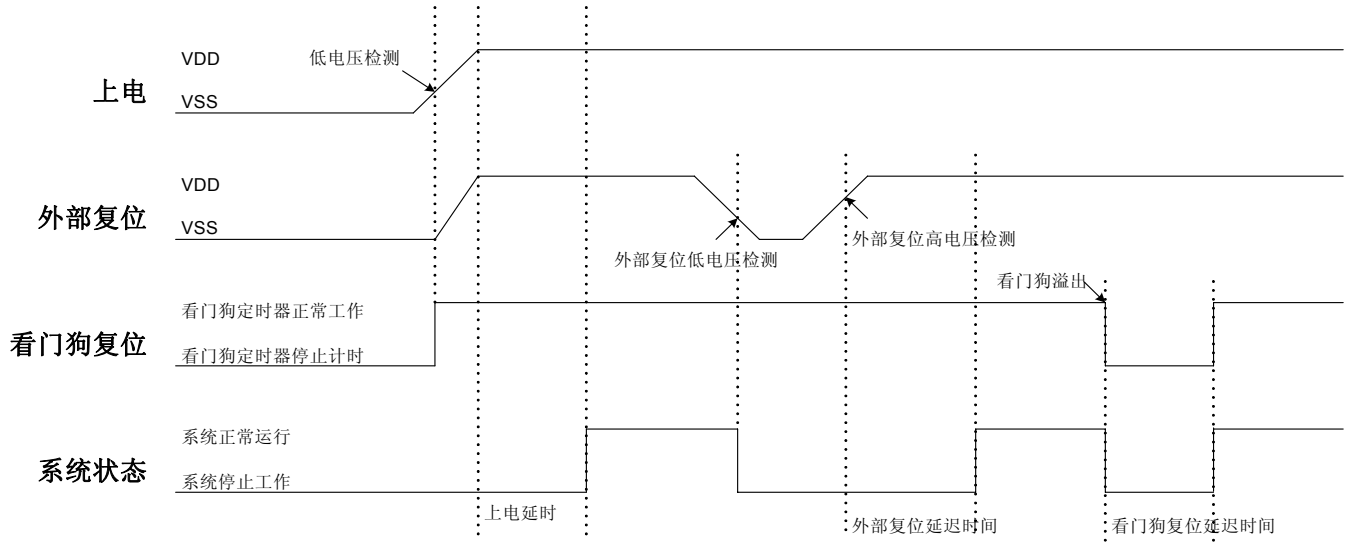 上电
VDD
低电压检测
VSS
外部复位
VDD
VSS
外部复位低电压检测
外部复位高电压检测
看门狗复位
看门狗定时器正常工作
看门狗溢出
看门狗定时器停止计时
系统状态
系统正常运行
系统停止工作
上电延时
外部复位延迟时间
看门狗复位延迟时间